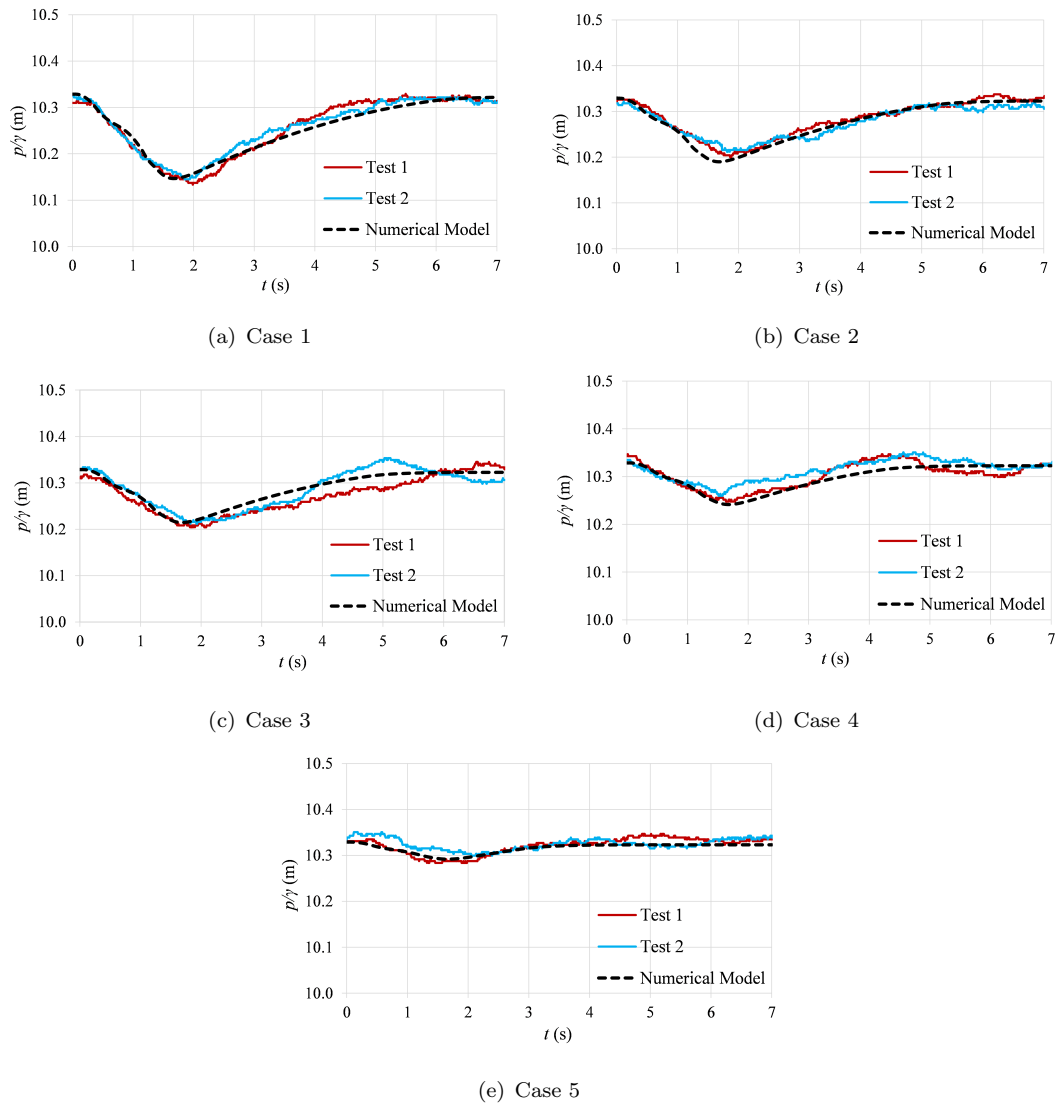 10.5
10.4
10.3
10.2
10.1
10.0
p/γ (m)
0 1 2 3 4 5 6 7
t (s)
Test 1
Test 2
Numerical Model
(a) Case 1
10.5
10.4
10.3
10.2
10.1
10.0
p/γ (m)
0 1 2 3 4 5 6 7
t (s)
Test 1
Test 2
Numerical Model
(b) Case 2
10.5
10.4
10.3
10.2
10.1
10.0
p/γ (m)
0 1 2 3 4 5 6 7
t (s)
Test 1
Test 2
Numerical Model
(c) Case 3
10.5
10.4
10.3
10.2
10.1
10.0
p/γ (m)
0 1 2 3 4 5 6 7
t (s)
Test 1
Test 2
Numerical Model
(d) Case 4
10.5
10.4
10.3
10.2
10.1
10.0
p/γ (m)
0 1 2 3 4 5 6 7
t (s)
Test 1
Test 2
Numerical Model
(e) Case 5